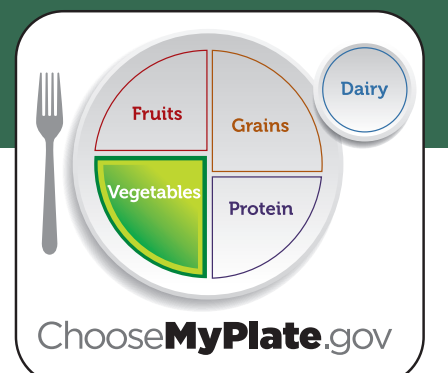 Dairy
Fruits
Grains
Vegetables
Protein
ChooseMyPlate.gov